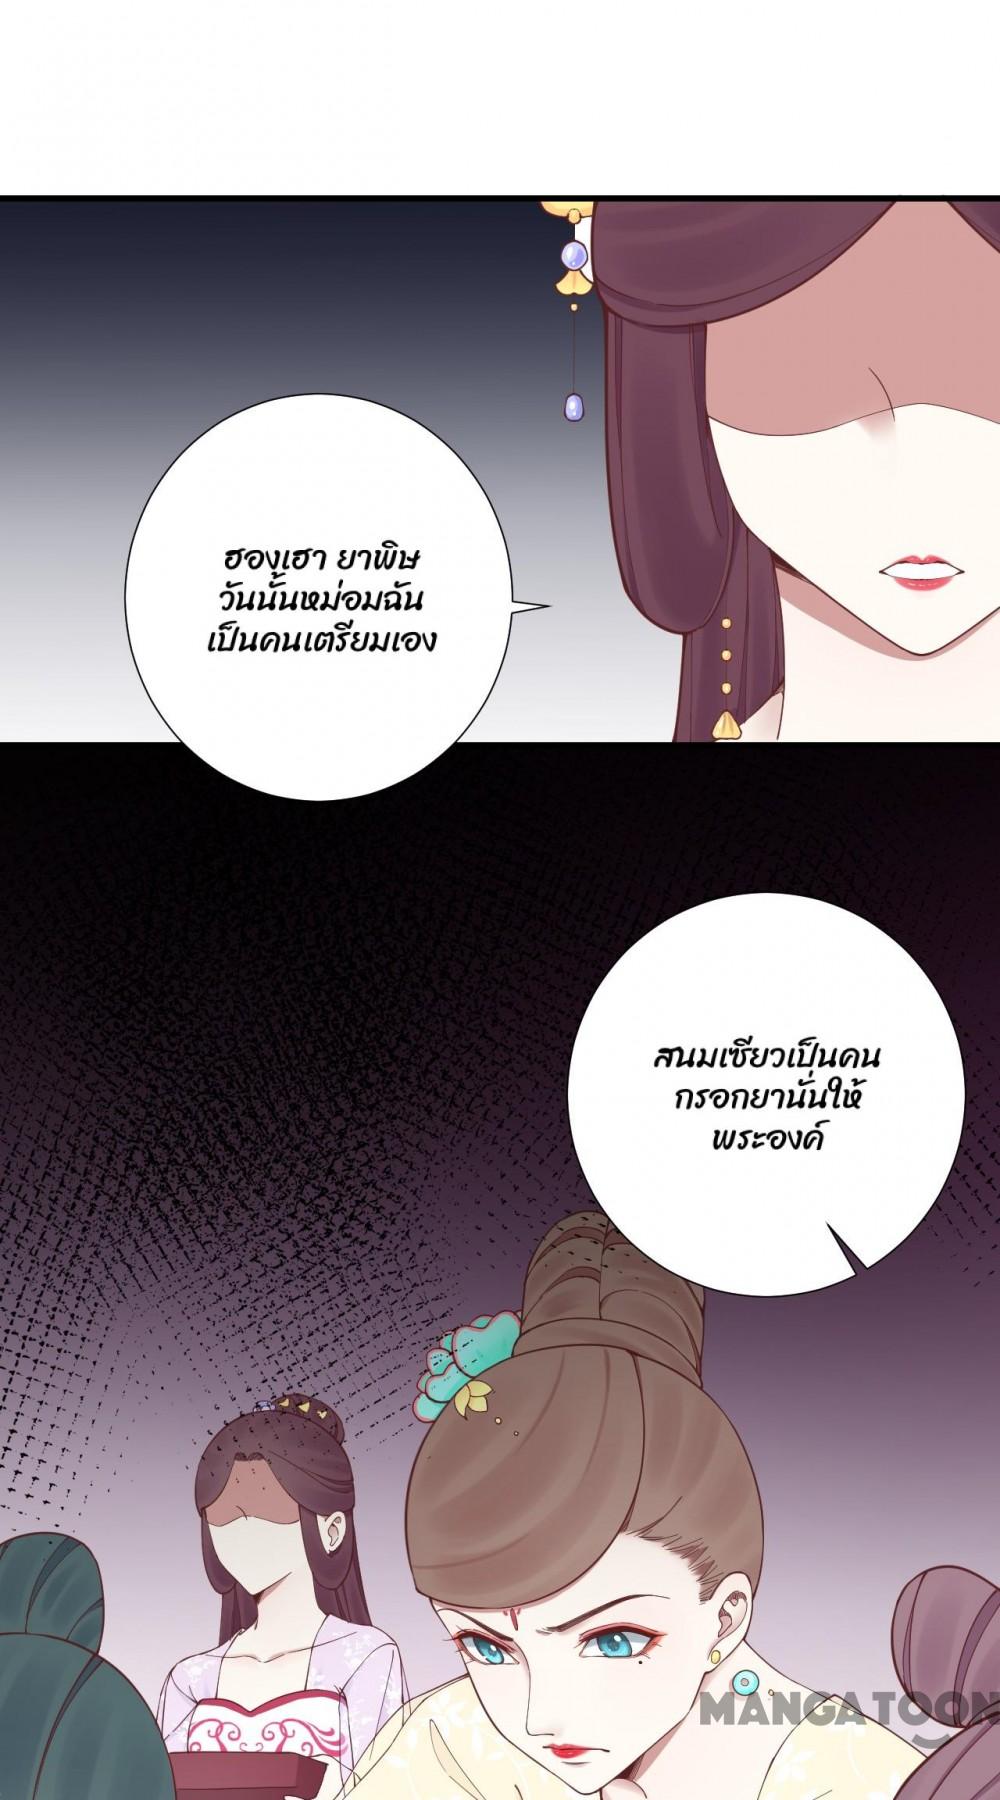 ฮองเฮา ยาพิษ
วันนั้นหม่อมฉัน
เป็นคนเตรียมเอง
สนมเซียวเป็นคน
กรอกยานั่นให้
พระองค์
MANGATOON